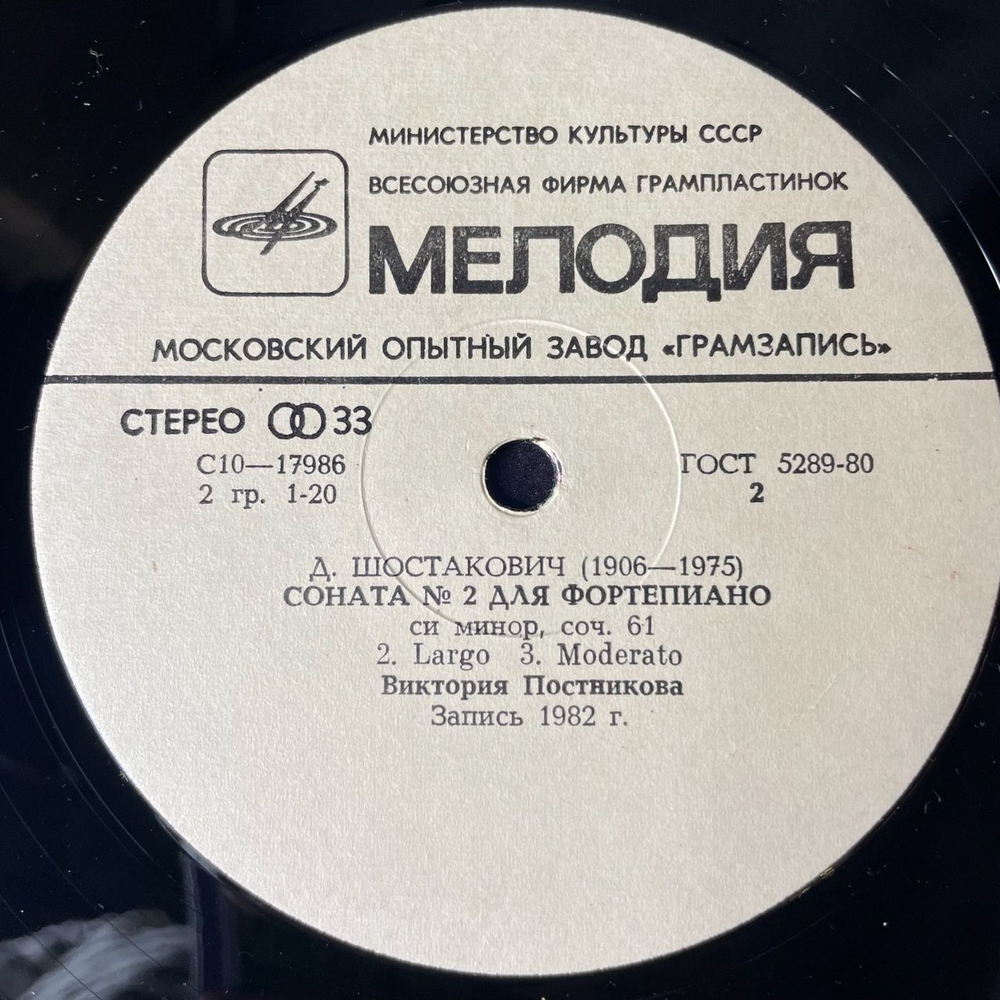 МИНИСТЕРСТВО КУЛЬТУРЫ СССР
ВСЕСОЮЗНАЯ ФИРМА ГРАМПЛАСТИНОК
МЕЛОДИЯ
МОСКОВСКИЙ ОПЫТНЫЙ ЗАВОД «ГРАМЗАПИСЬ»
СТЕРЕО 33
С10—17986
2 гр. 1-20
ГОСТ 5289-80
2
Д. ШОСТАКОВИЧ (1906—1975)
СОНАТА № 2 ДЛЯ ФОРТЕПИАНО
си минор, соч. 61
2. Largo 3. Moderato
Виктория Постникова
Запись 1982 г.